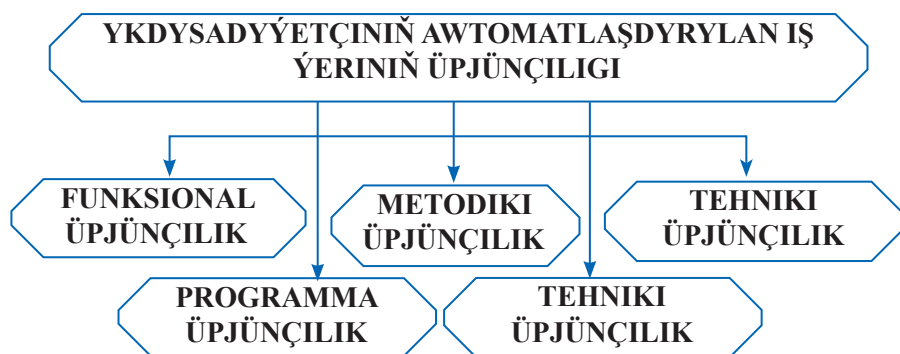 YKDYSADYÝETÇINIŇ AWTOMATLAŞDYRYLAN IŞ
ÝERINIŇ ÜPJÜNÇILIGI
FUNKSIONAL
ÜPJÜNÇILIK
METODIKI
ÜPJÜNÇILIK
TEHNIKI
ÜPJÜNÇILIK
PROGRAMMA
ÜPJÜNÇILIK
TEHNIKI
ÜPJÜNÇILIK